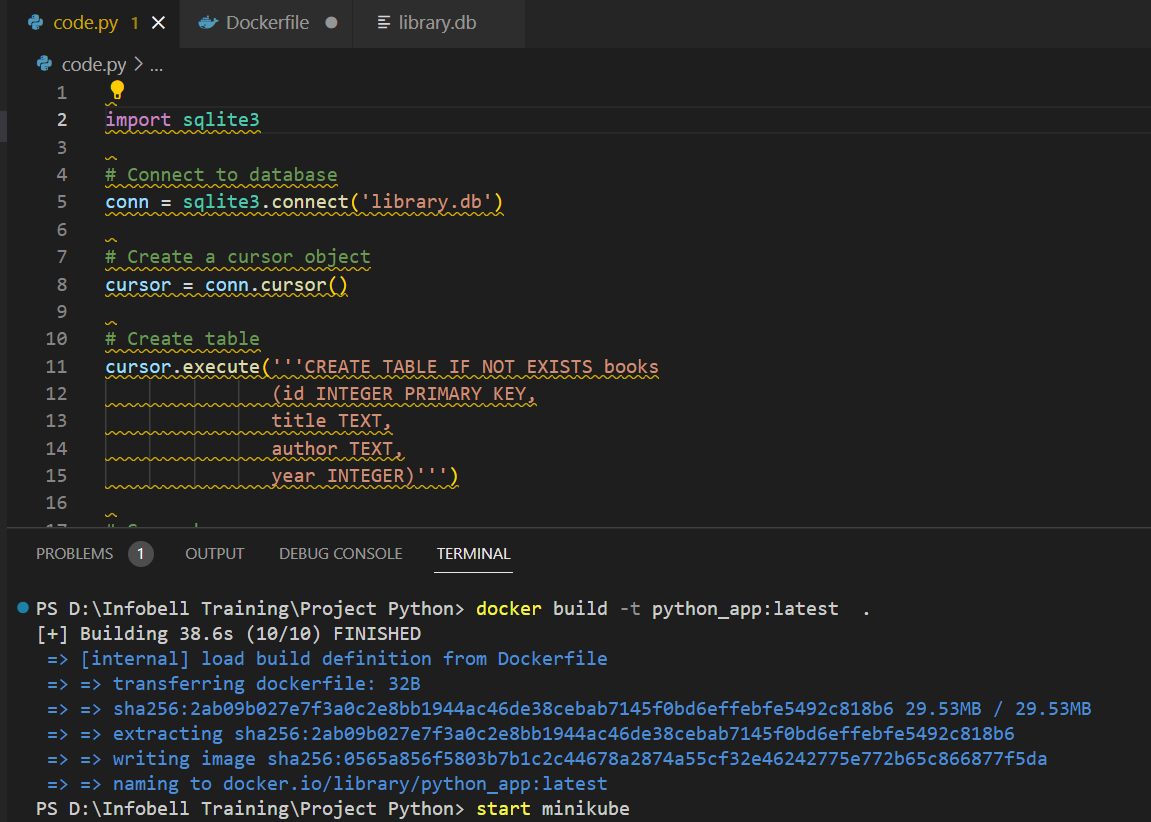 code.py 1 Dockerfile library.db
code.py > ...
1
2 import sqlite3
3
4 # Connect to database
5 conn = sqlite3.connect('library.db')
6
7 # Create a cursor object
8 cursor = conn.cursor()
9
10 # Create table
11 cursor.execute('''CREATE TABLE IF NOT EXISTS books
12 (id INTEGER PRIMARY KEY,
13 title TEXT,
14 author TEXT,
15 year INTEGER)''')
16
PROBLEMS 1 OUTPUT DEBUG CONSOLE TERMINAL
PS D:\Infobell Training\Project Python> docker build -t python_app:latest .
[+] Building 38.6s (10/10) FINISHED
=> [internal] load build definition from Dockerfile
=> => transferring dockerfile: 32B
=> => sha256:2ab09b027e7f3a0c2e8bb1944ac46de38cebab7145f0bd6effebfe5492c818b6 29.53MB / 29.53MB
=> => extracting sha256:2ab09b027e7f3a0c2e8bb1944ac46de38cebab7145f0bd6effebfe5492c818b6
=> => writing image sha256:0565a856f5803b7b1c2c44678a2874a55cf32e46242775e772b65c866877f5da
=> => naming to docker.io/library/python_app:latest
PS D:\Infobell Training\Project Python> start minikube